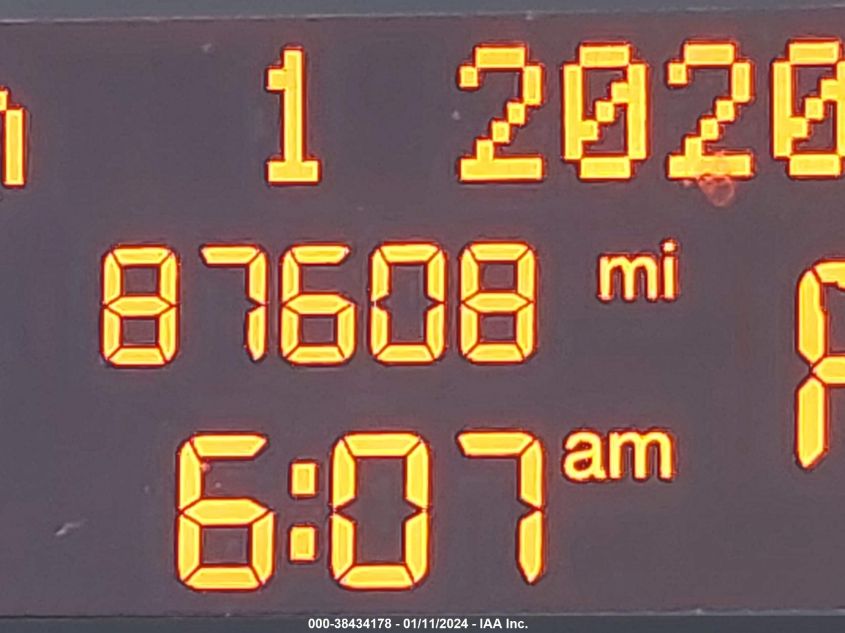 n 1 2020
87608 mi
6:07 am
000-38434178 - 01/11/2024 - IAA Inc.